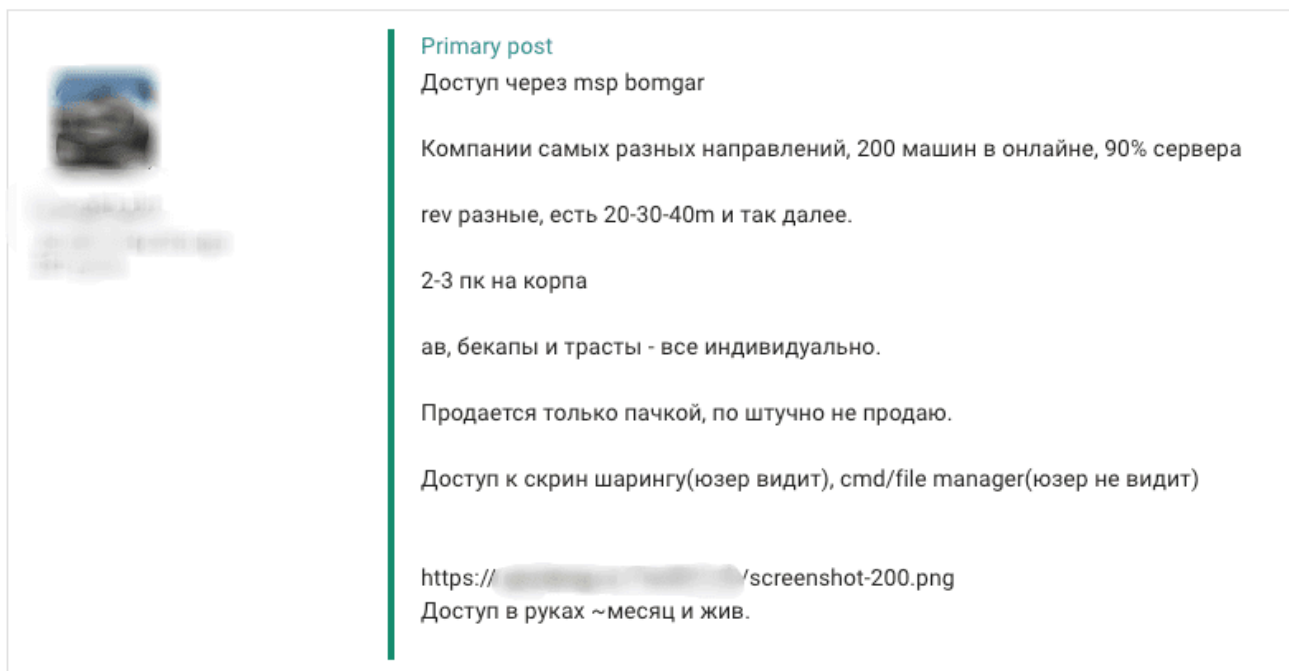 Primary post
Доступ через msp bomgar
Компании самых разных направлений, 200 машин в онлайне, 90% сервера
rev разные, есть 20-30-40m и так далее.
2-3 пк на корпа
ав, бекапы и трасты - все индивидуально.
Продается только пачкой, по штучно не продаю.
Доступ к скрин шарингу(юзер видит), cmd/file manager(юзер не видит)
https:// /screenshot-200.png
Доступ в руках ~месяц и жив.